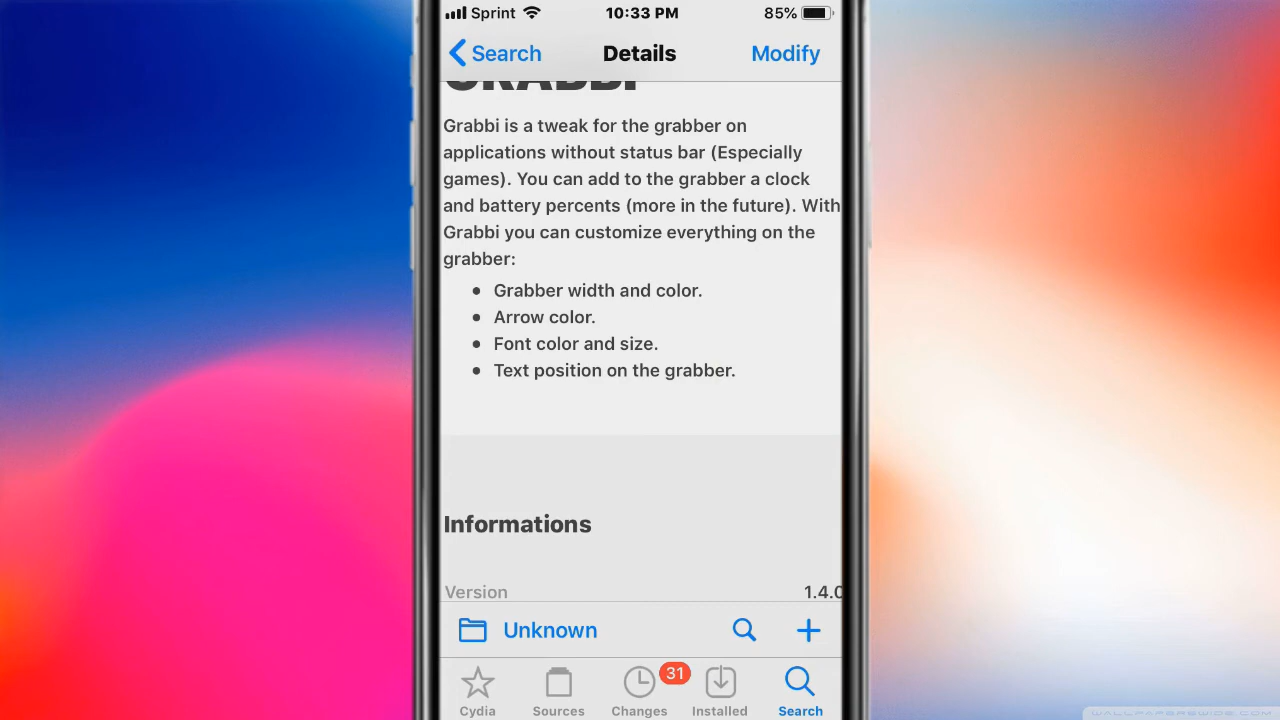 Sprint 10:33 PM 85%
Search Details Modify
GRABBI
Grabbi is a tweak for the grabber on
applications without status bar (Especially
games). You can add to the grabber a clock
and battery percents (more in the future). With
Grabbi you can customize everything on the
grabber:
• Grabber width and color.
• Arrow color.
• Font color and size.
• Text position on the grabber.
Informations
Version 1.4.0
Unknown
31
Cydia Sources Changes Installed Search
WALLPAPERSWIDE.COM